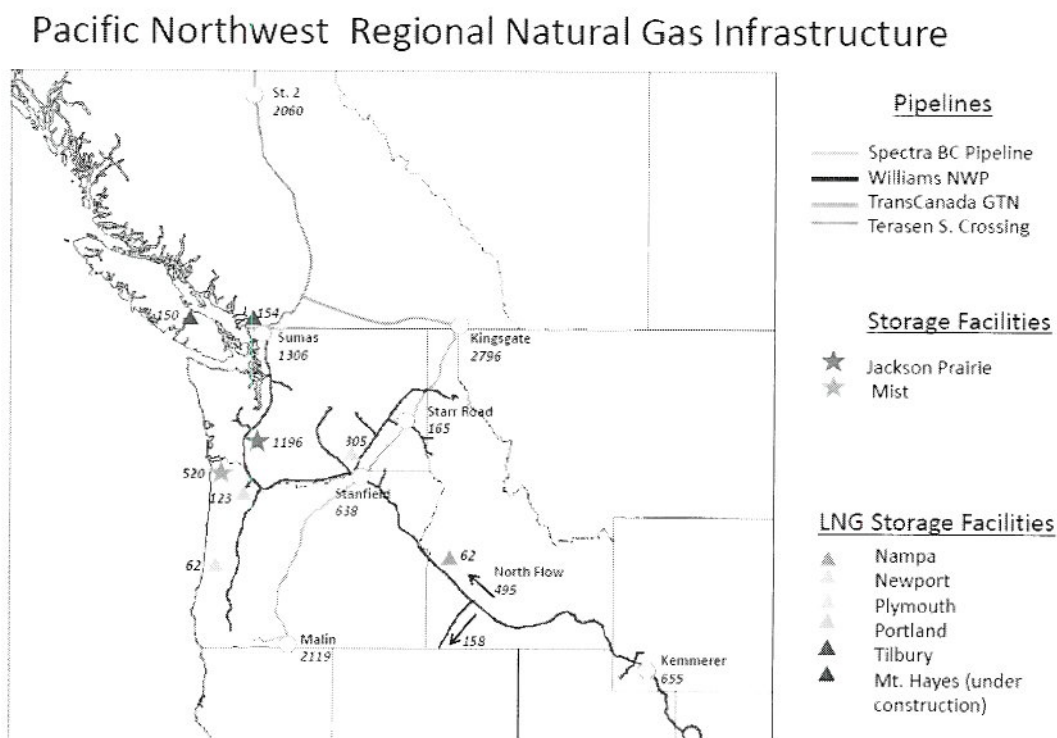 Pacific Northwest Regional Natural Gas Infrastructure
St. 2
2060
150
154
Sumas
1306
Kingsgate
2796
Starr Road
165
305
1196
520
123
Stanfield
638
62
62
North Flow
495
158
Malin
2119
Kemmerer
655
Pipelines
Spectra BC Pipeline
Williams NWP
TransCanada GTN
Terasen S. Crossing
Storage Facilities
Jackson Prairie
Mist
LNG Storage Facilities
Nampa
Newport
Plymouth
Portland
Tilbury
Mt. Hayes (under
construction)